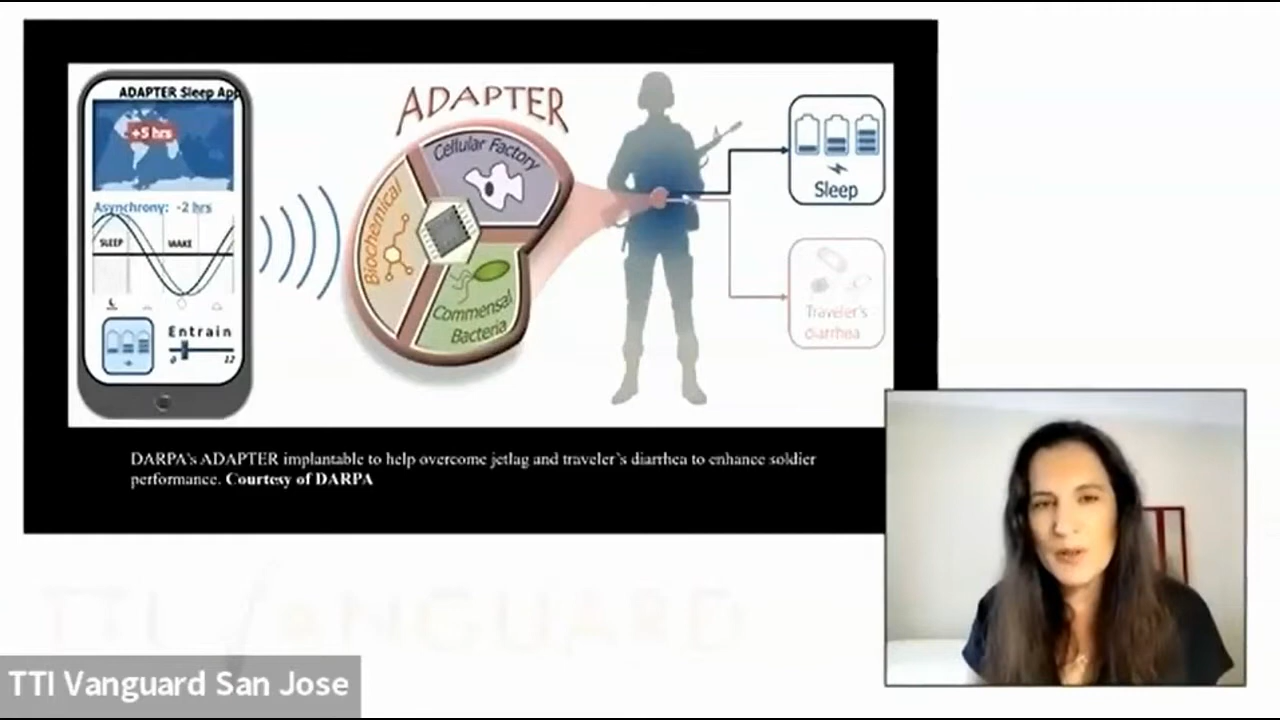 ADAPTER Sleep App
+5 hrs
Asynchrony: -2 hrs
SLEEP
WAKE
Entrain
0
12
ADAPTER
Cellular Factory
Biochemical
Commensal
Bacteria
Sleep
Traveler's
diarrhea
DARPA's ADAPTER implantable to help overcome jetlag and traveler's diarrhea to enhance soldier
performance. Courtesy of DARPA
TTI VANGUARD
TTI Vanguard San Jose